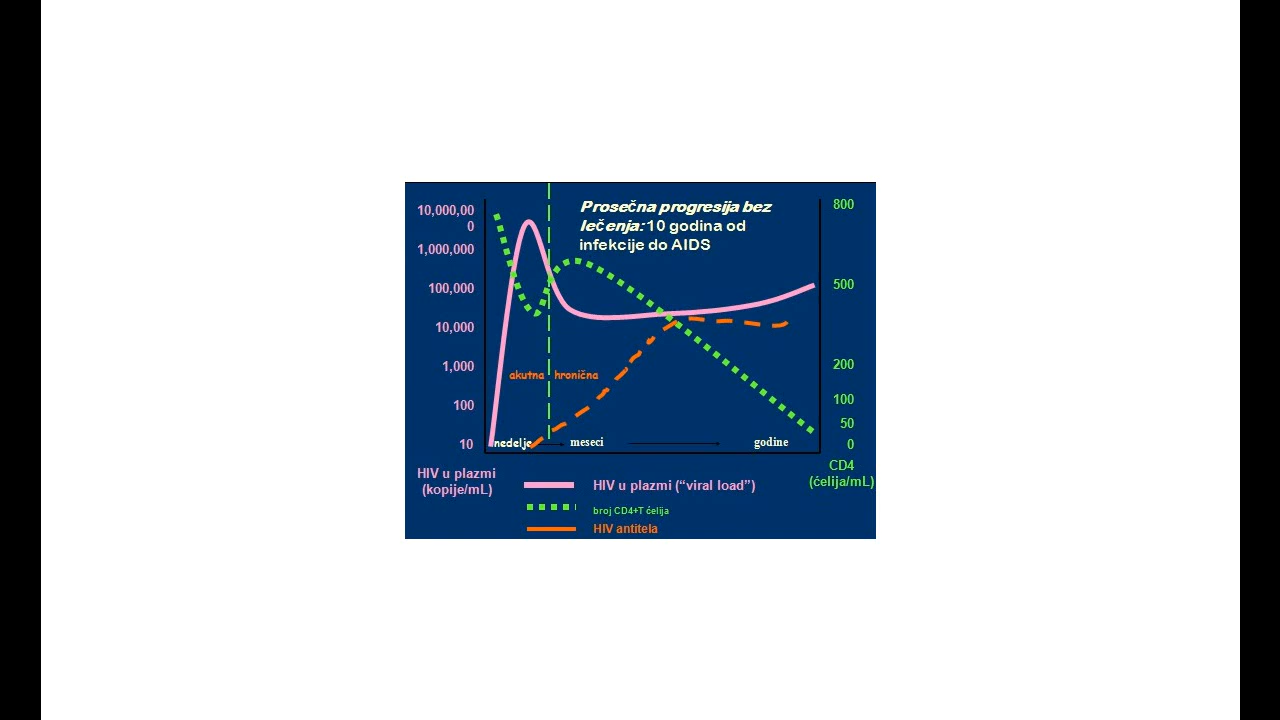 Prosečna progresija bez
lečenja: 10 godina od
infekcije do AIDS
10,000,00
0
1,000,000
100,000
10,000
1,000
100
10
800
500
200
100
50
0
akutna
hronična
nedelje
meseci
godine
HIV u plazmi
(kopije/mL)
CD4
(ćelija/mL)
HIV u plazmi (“viral load”)
broj CD4+T ćelija
HIV antitela